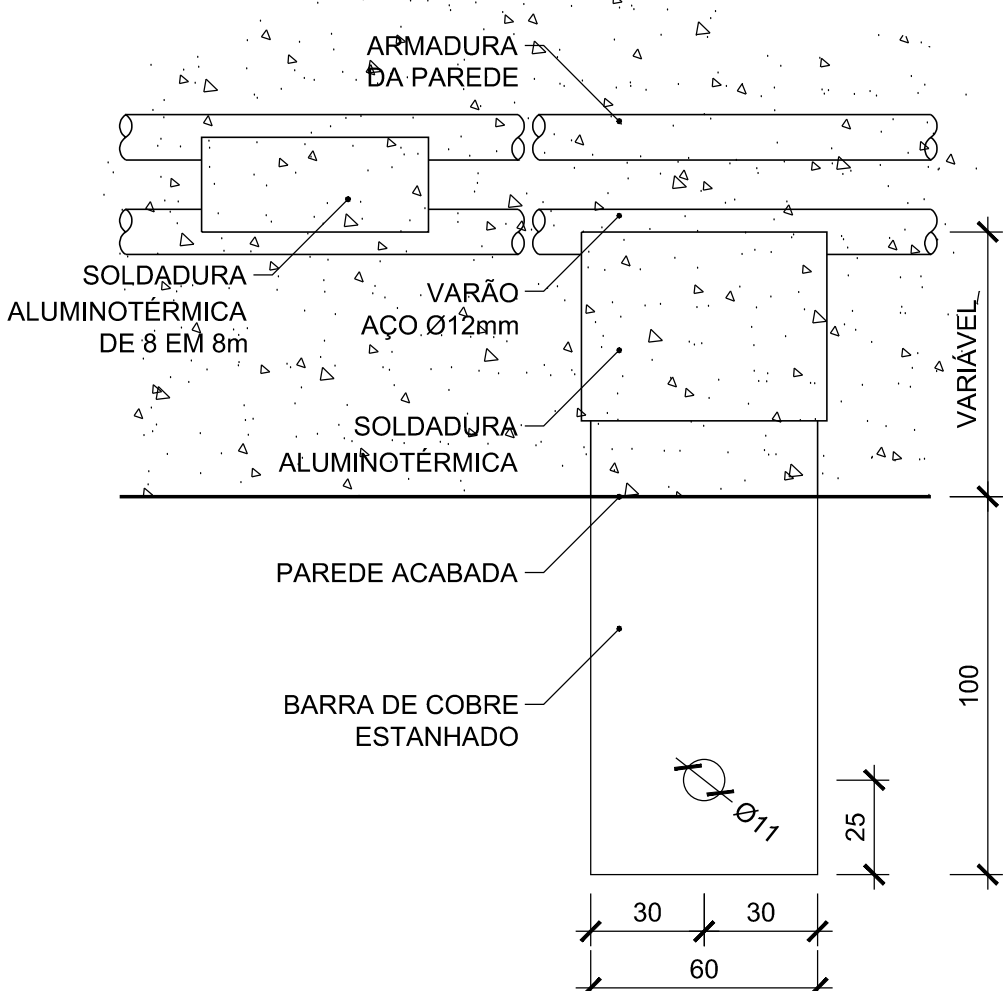 ARMADURA
DA PAREDE
SOLDADURA
ALUMINOTÉRMICA
DE 8 EM 8m
VARÃO
AÇO Ø12mm
VARIÁVEL
SOLDADURA
ALUMINOTÉRMICA
PAREDE ACABADA
BARRA DE COBRE
ESTANHADO
100
Ø11
25
30
30
60